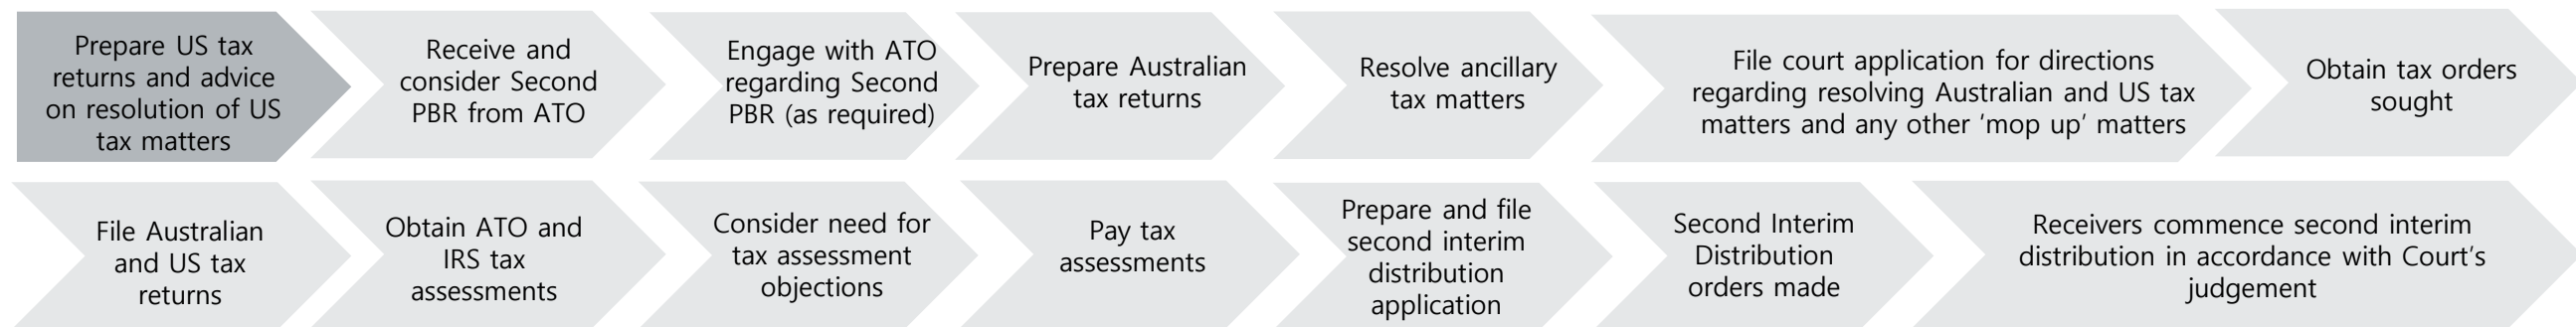 Prepare US tax
returns and advice
on resolution of US
tax matters
Receive and
consider Second
PBR from ATO
Engage with ATO
regarding Second
PBR (as required)
Prepare Australian
tax returns
Resolve ancillary
tax matters
File court application for directions
regarding resolving Australian and US tax
matters and any other ‘mop up’ matters
Obtain tax orders
sought
File Australian
and US tax
returns
Obtain ATO and
IRS tax
assessments
Consider need for
tax assessment
objections
Pay tax
assessments
Prepare and file
second interim
distribution
application
Second Interim
Distribution
orders made
Receivers commence second interim
distribution in accordance with Court’s
judgement